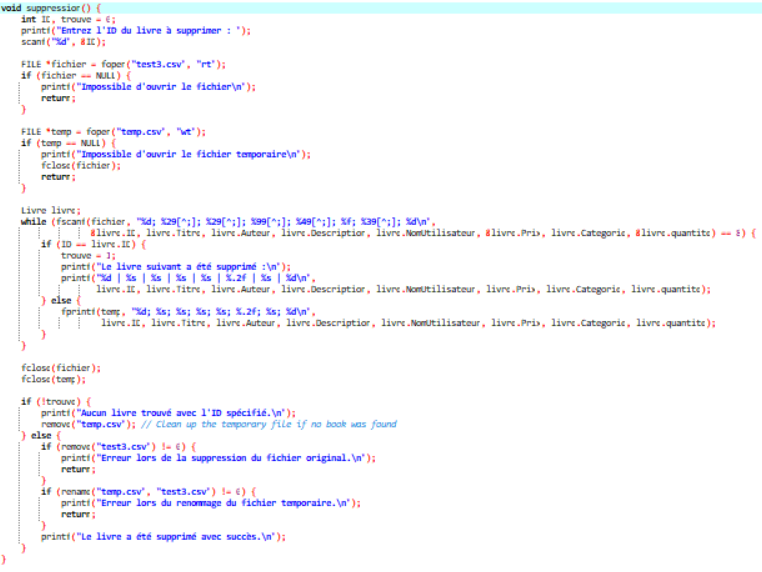 void suppression() {
int ID, trouve = 0;
printf("Entrez l'ID du livre à supprimer : ");
scanf("%d", &ID);
FILE *fichier = fopen("test3.csv", "rt");
if (fichier == NULL) {
printf("Impossible d'ouvrir le fichier\n");
return;
}
FILE *temp = fopen("temp.csv", "wt");
if (temp == NULL) {
printf("Impossible d'ouvrir le fichier temporaire\n");
fclose(fichier);
return;
}
Livre livre;
while (fscanf(fichier, "%d; %29[^;]; %29[^;]; %99[^;]; %49[^;]; %f; %39[^;]; %d\n",
&livre.ID, livre.Titre, livre.Auteur, livre.Description, livre.NomUtilisateur, &livre.Prix, livre.Categorie, &livre.quantite) == 8) {
if (ID == livre.ID) {
trouve = 1;
printf("Le livre suivant a été supprimé :\n");
printf("%d | %s | %s | %s | %s | %.2f | %s | %d\n",
livre.ID, livre.Titre, livre.Auteur, livre.Description, livre.NomUtilisateur, livre.Prix, livre.Categorie, livre.quantite);
} else {
fprintf(temp, "%d; %s; %s; %s; %s; %.2f; %s; %d\n",
livre.ID, livre.Titre, livre.Auteur, livre.Description, livre.NomUtilisateur, livre.Prix, livre.Categorie, livre.quantite);
}
}
fclose(fichier);
fclose(temp);
if (!trouve) {
printf("Aucun livre trouvé avec l'ID spécifié.\n");
remove("temp.csv"); // Clean up the temporary file if no book was found
} else {
if (remove("test3.csv") != 0) {
printf("Erreur lors de la suppression du fichier original.\n");
return;
}
if (rename("temp.csv", "test3.csv") != 0) {
printf("Erreur lors du renommage du fichier temporaire.\n");
return;
}
printf("Le livre a été supprimé avec succès.\n");
}
}